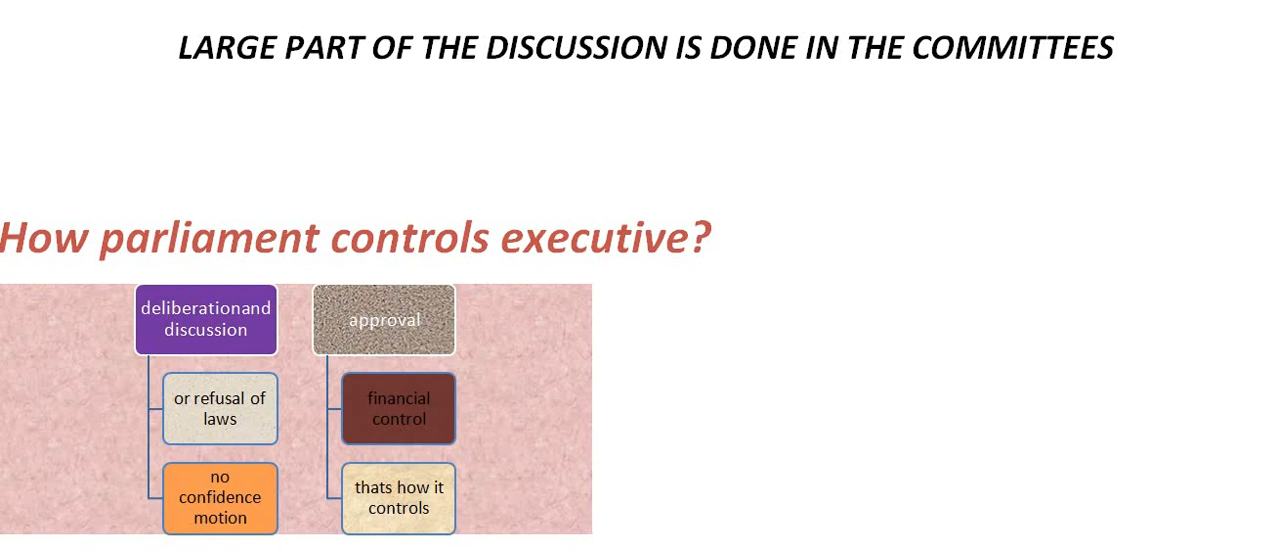 LARGE PART OF THE DISCUSSION IS DONE IN THE COMMITTEES
How parliament controls executive?
deliberationand
discussion
or refusal of
laws
no
confidence
motion
approval
financial
control
thats how it
controls